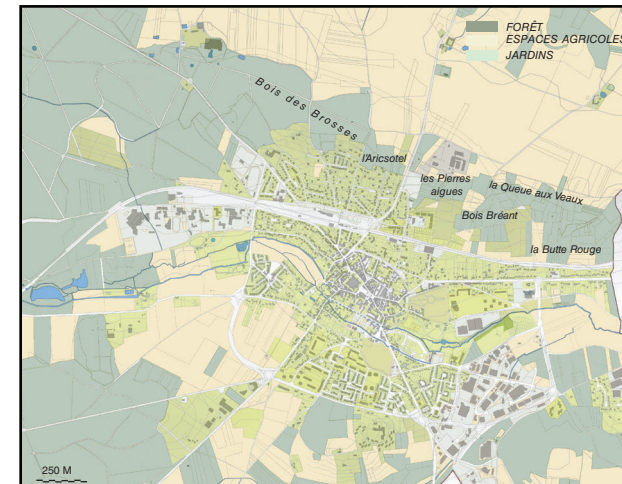 FORÊT
ESPACES AGRICOLES
JARDINS
Bois des Brosses
l'Aricsotel
les Pierres
aigues
la Queue aux Veaux
Bois Bréant
la Butte Rouge
250 M